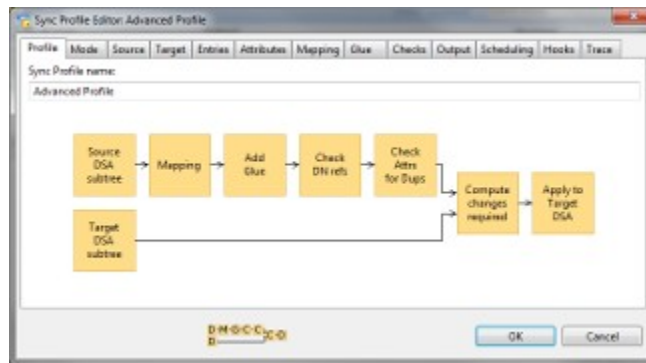 Sync Profile Editor: Advanced Profile
Profile Mode Source Target Entries Attributes Mapping Glue Checks Output Scheduling Hooks Trace
Sync Profile name:
Advanced Profile
Source
DSA
subtree
Mapping
Add
Glue
Check
DN refs
Check
Attrs
for Dups
Compute
changes
required
Apply to
Target
DSA
Target
DSA
subtree
D-M-G-C-C
D
C-D
OK Cancel